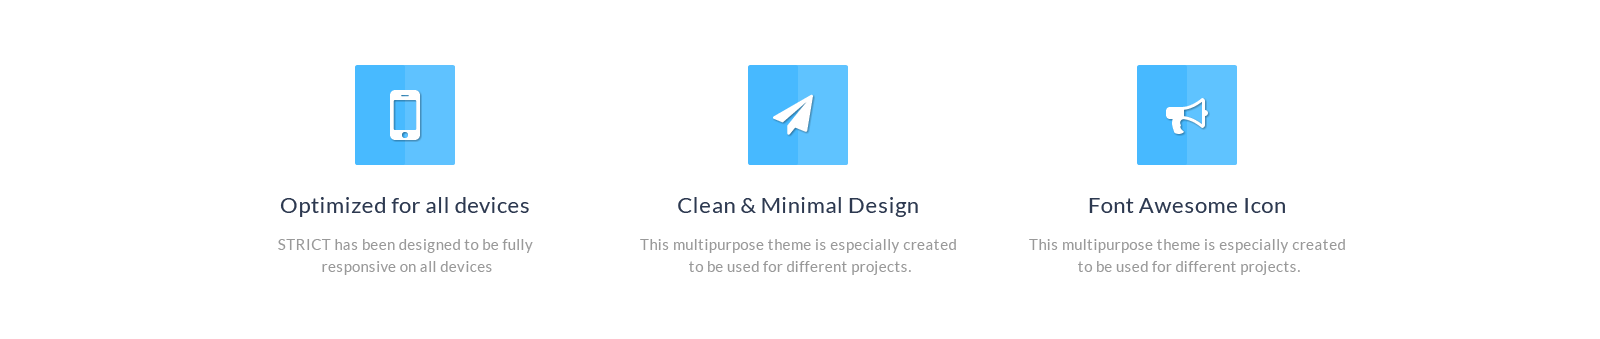 Optimized for all devices
STRICT has been designed to be fully
responsive on all devices
Clean & Minimal Design
This multipurpose theme is especially created
to be used for different projects.
Font Awesome Icon
This multipurpose theme is especially created
to be used for different projects.